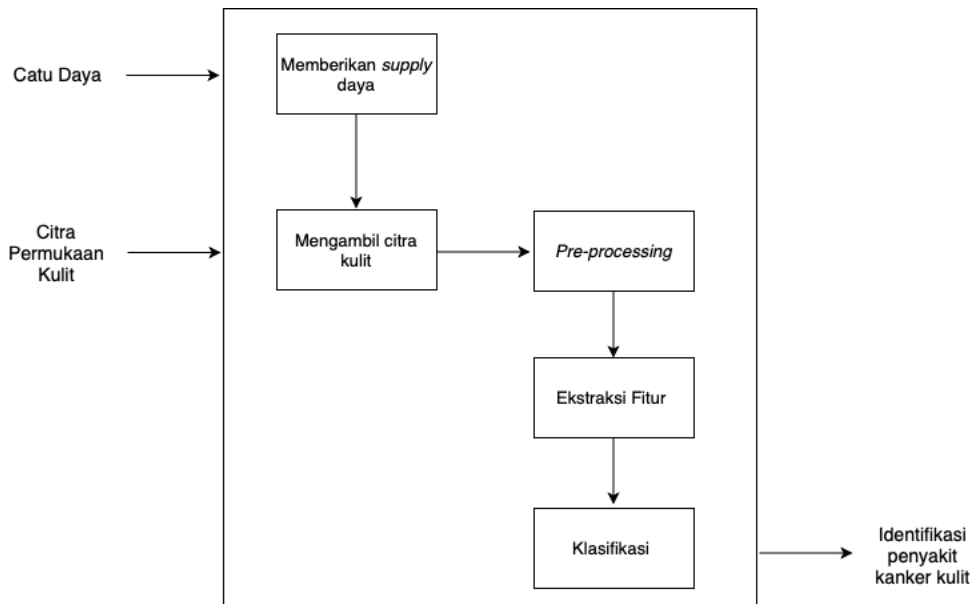 Catu Daya
Memberikan supply
daya
Citra
Permukaan
Kulit
Mengambil citra
kulit
Pre-processing
Ekstraksi Fitur
Klasifikasi
Identifikasi
penyakit
kanker kulit